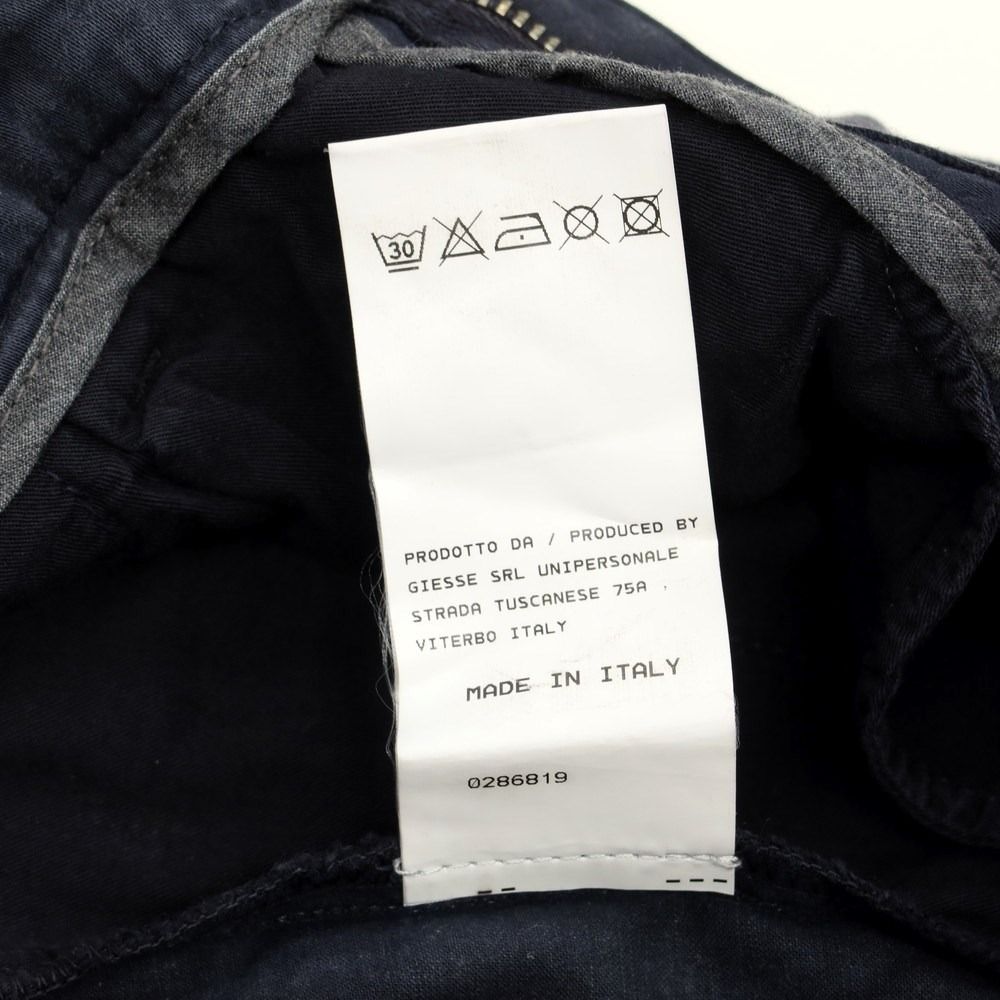 30
PRODOTTO DA / PRODUCED BY
GIESSE SRL UNIPERSONALE
STRADA TUSCANESE 75A
VITERBO ITALY
MADE IN ITALY
0286819